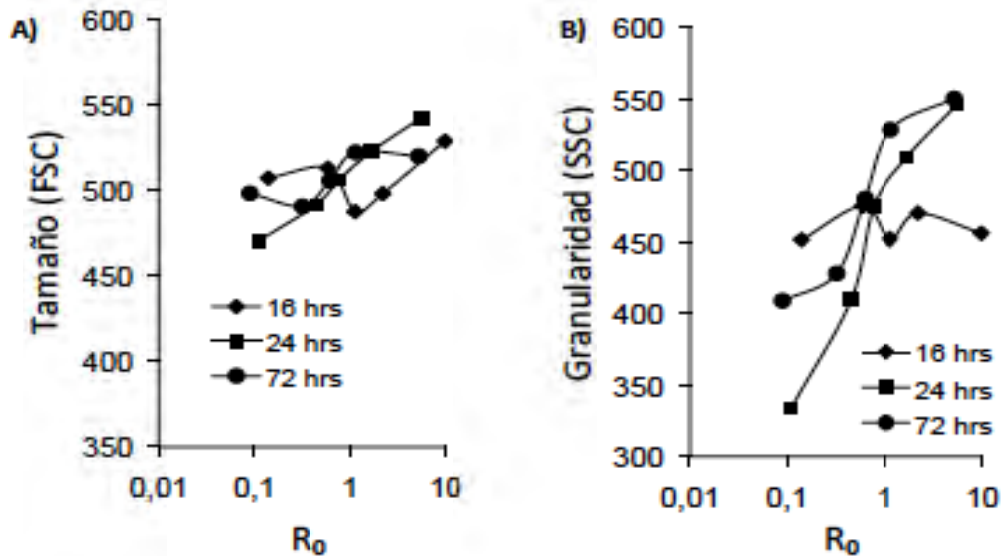 A)
Tamaño (FSC)
600
550
500
450
400
350
16 hrs
24 hrs
72 hrs
0,01 0,1 1 10
R₀
B)
Granularidad (SSC)
600
550
500
450
400
350
300
16 hrs
24 hrs
72 hrs
0,01 0,1 1 10
R₀